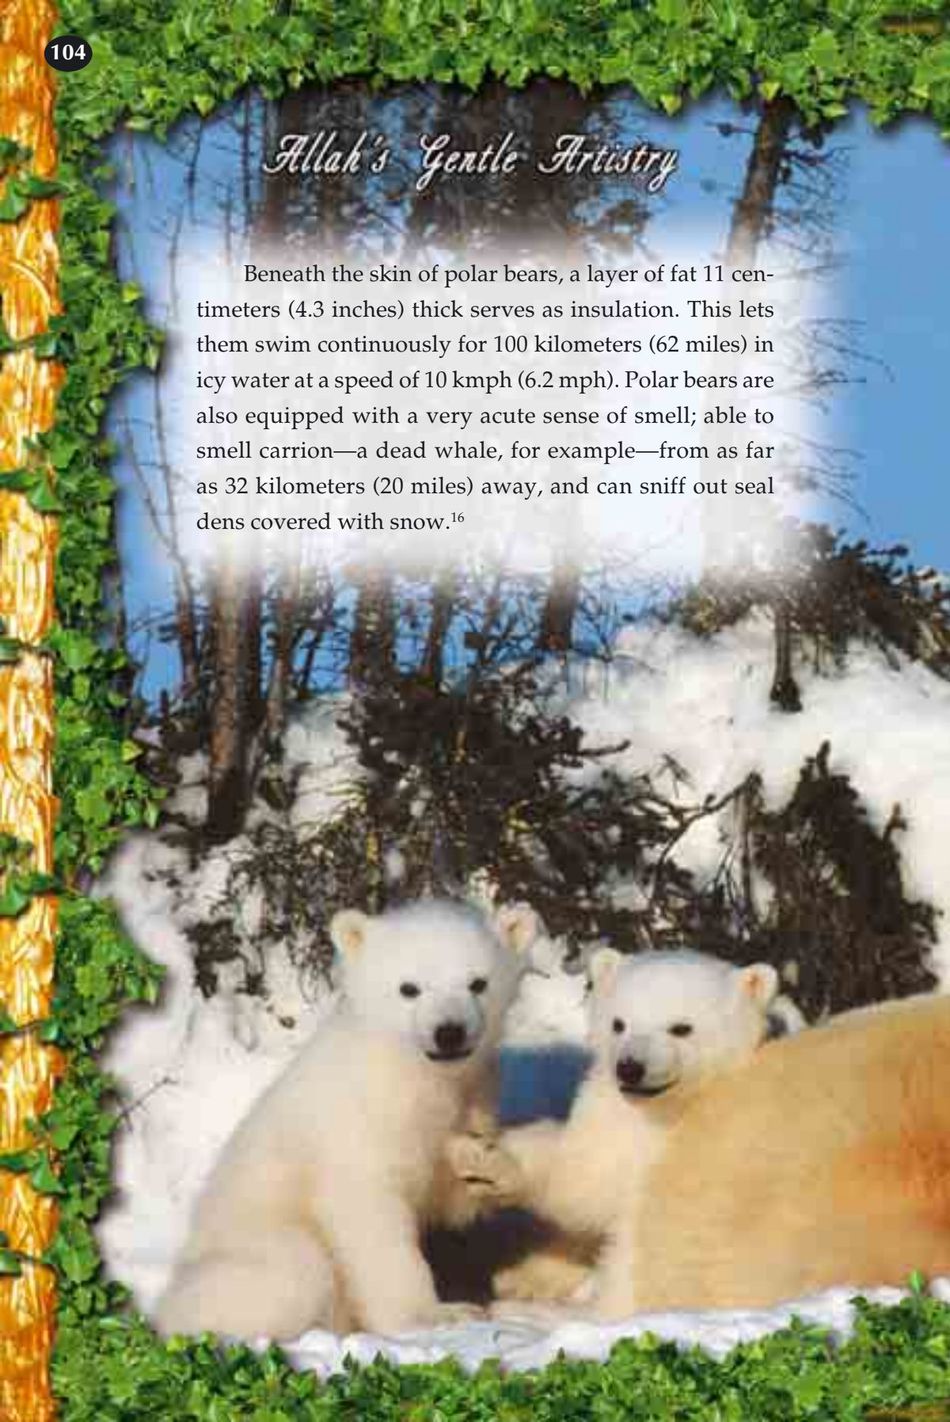 104
Allah's Gentle Artistry
Beneath the skin of polar bears, a layer of fat 11 cen-
timeters (4.3 inches) thick serves as insulation. This lets
them swim continuously for 100 kilometers (62 miles) in
icy water at a speed of 10 kmph (6.2 mph). Polar bears are
also equipped with a very acute sense of smell; able to
smell carrion—a dead whale, for example—from as far
as 32 kilometers (20 miles) away, and can sniff out seal
dens covered with snow.¹⁶